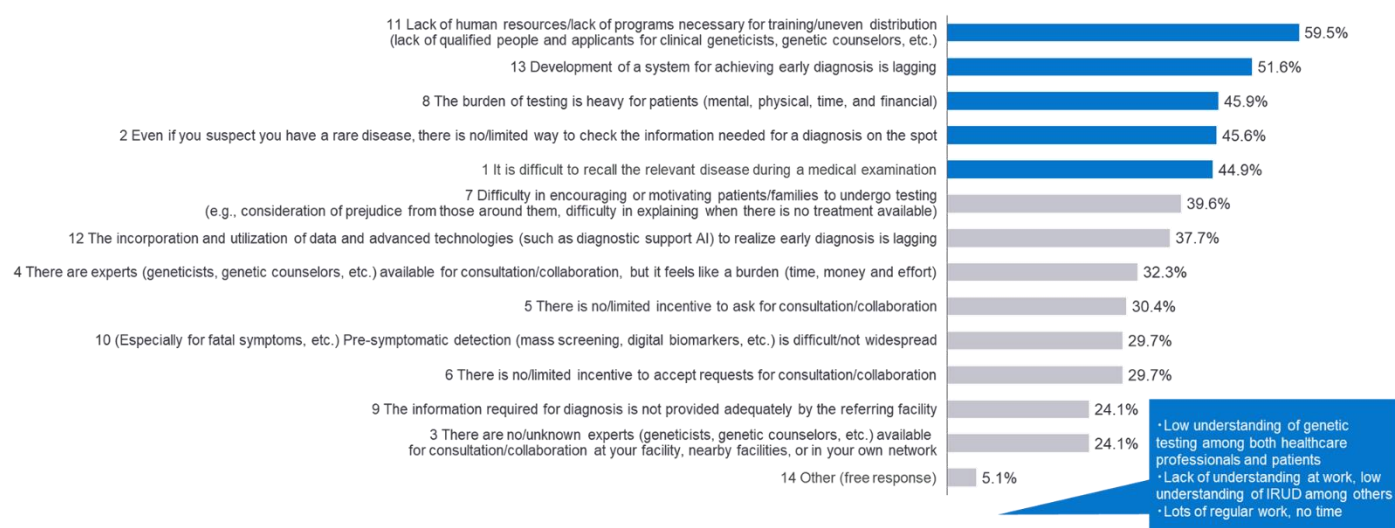 11 Lack of human resources/lack of programs necessary for training/uneven distribution
(lack of qualified people and applicants for clinical geneticists, genetic counselors, etc.)
59.5%
13 Development of a system for achieving early diagnosis is lagging
51.6%
8 The burden of testing is heavy for patients (mental, physical, time, and financial)
45.9%
2 Even if you suspect you have a rare disease, there is no/limited way to check the information needed for a diagnosis on the spot
45.6%
1 It is difficult to recall the relevant disease during a medical examination
44.9%
7 Difficulty in encouraging or motivating patients/families to undergo testing
(e.g., consideration of prejudice from those around them, difficulty in explaining when there is no treatment available)
39.6%
12 The incorporation and utilization of data and advanced technologies (such as diagnostic support AI) to realize early diagnosis is lagging
37.7%
4 There are experts (geneticists, genetic counselors, etc.) available for consultation/collaboration, but it feels like a burden (time, money and effort)
32.3%
5 There is no/limited incentive to ask for consultation/collaboration
30.4%
10 (Especially for fatal symptoms, etc.) Pre-symptomatic detection (mass screening, digital biomarkers, etc.) is difficult/not widespread
29.7%
6 There is no/limited incentive to accept requests for consultation/collaboration
29.7%
9 The information required for diagnosis is not provided adequately by the referring facility
24.1%
3 There are no/unknown experts (geneticists, genetic counselors, etc.) available
for consultation/collaboration at your facility, nearby facilities, or in your own network
24.1%
14 Other (free response)
5.1%
・Low understanding of genetic
testing among both healthcare
professionals and patients
・Lack of understanding at work, low
understanding of IRUD among others
・Lots of regular work, no time